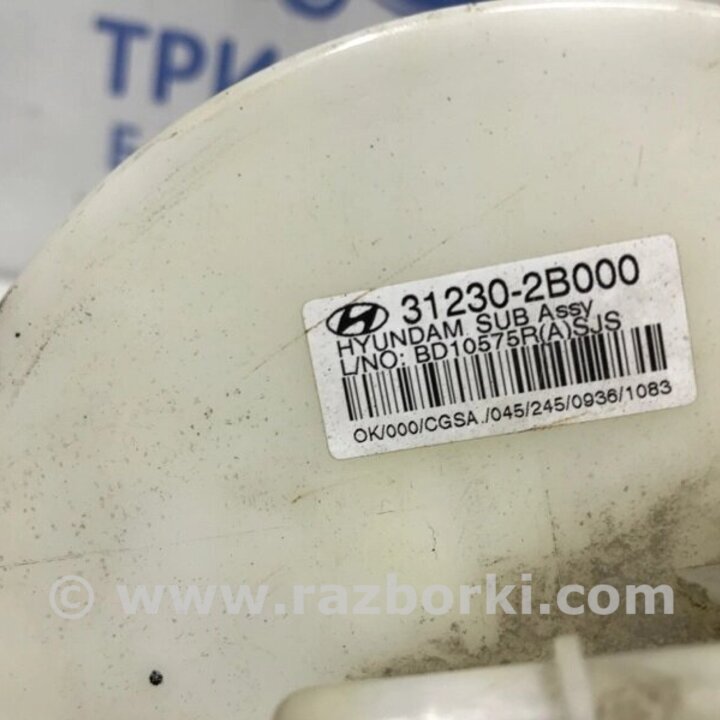 ТРИ
Б
31230-2B000
HYUNDAM SUB Assy
L/NO: BD10575R(A)SJS
OK/000/CGSA./045/245/0936/1083
© www.razborki.com